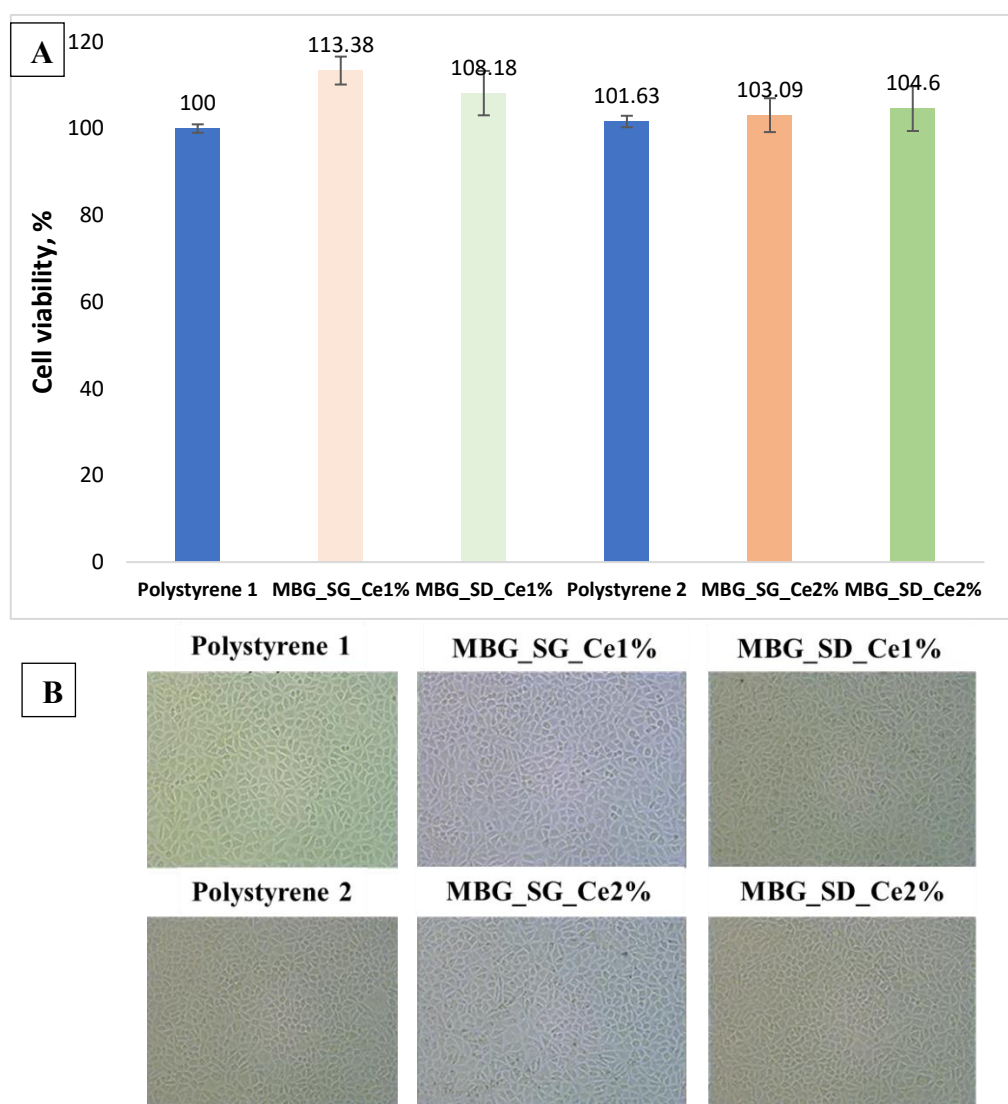 A
120
100
80
60
40
20
0
Cell viability, %
100
113.38
108.18
101.63
103.09
104.6
Polystyrene 1 MBG_SG_Ce1% MBG_SD_Ce1% Polystyrene 2 MBG_SG_Ce2% MBG_SD_Ce2%
B
Polystyrene 1 MBG_SG_Ce1% MBG_SD_Ce1%
Polystyrene 2 MBG_SG_Ce2% MBG_SD_Ce2%